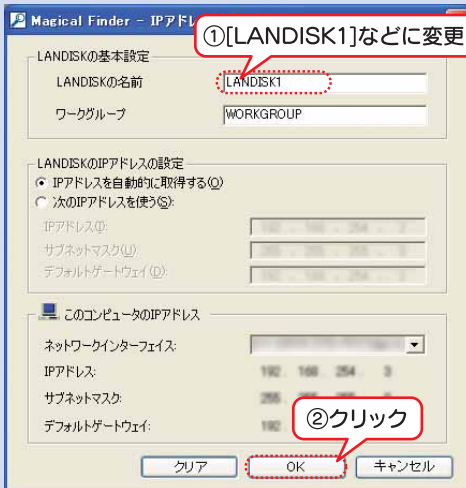 Magical Finder - IPアドレ
①[LANDISK1]などに変更
LANDISKの基本設定
LANDISKの名前
LANDISK1
ワークグループ
WORKGROUP
LANDISKのIPアドレスの設定
IPアドレスを自動的に取得する(O)
次のIPアドレスを使う(S):
IPアドレス(I):
サブネットマスク(U):
デフォルトゲートウェイ(D):
このコンピュータのIPアドレス
ネットワークインターフェイス:
IPアドレス: 192 . 168 . 254 . 3
サブネットマスク:
②クリック
デフォルトゲートウェイ:
クリア
OK
キャンセル